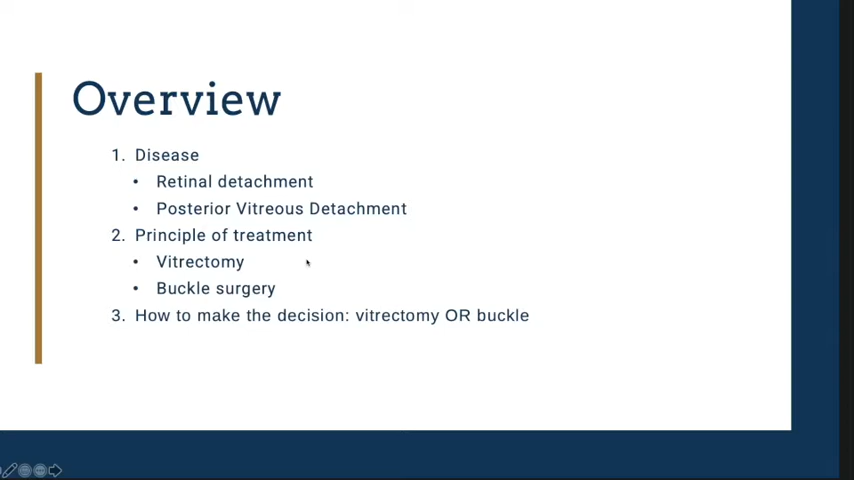 Overview
1. Disease
• Retinal detachment
• Posterior Vitreous Detachment
2. Principle of treatment
• Vitrectomy
• Buckle surgery
3. How to make the decision: vitrectomy OR buckle